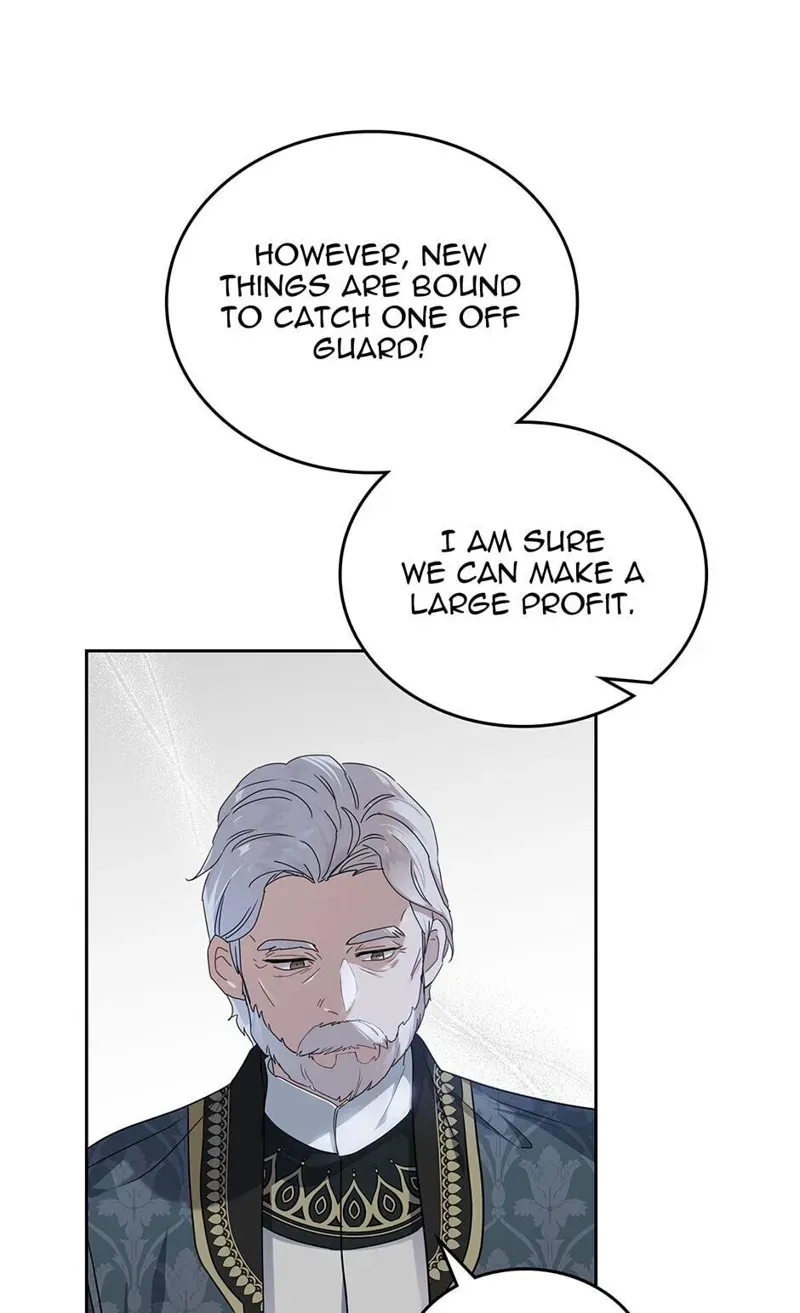 HOWEVER, NEW
THINGS ARE BOUND
TO CATCH ONE OFF
GUARD!
I AM SURE
WE CAN MAKE A
LARGE PROFIT.